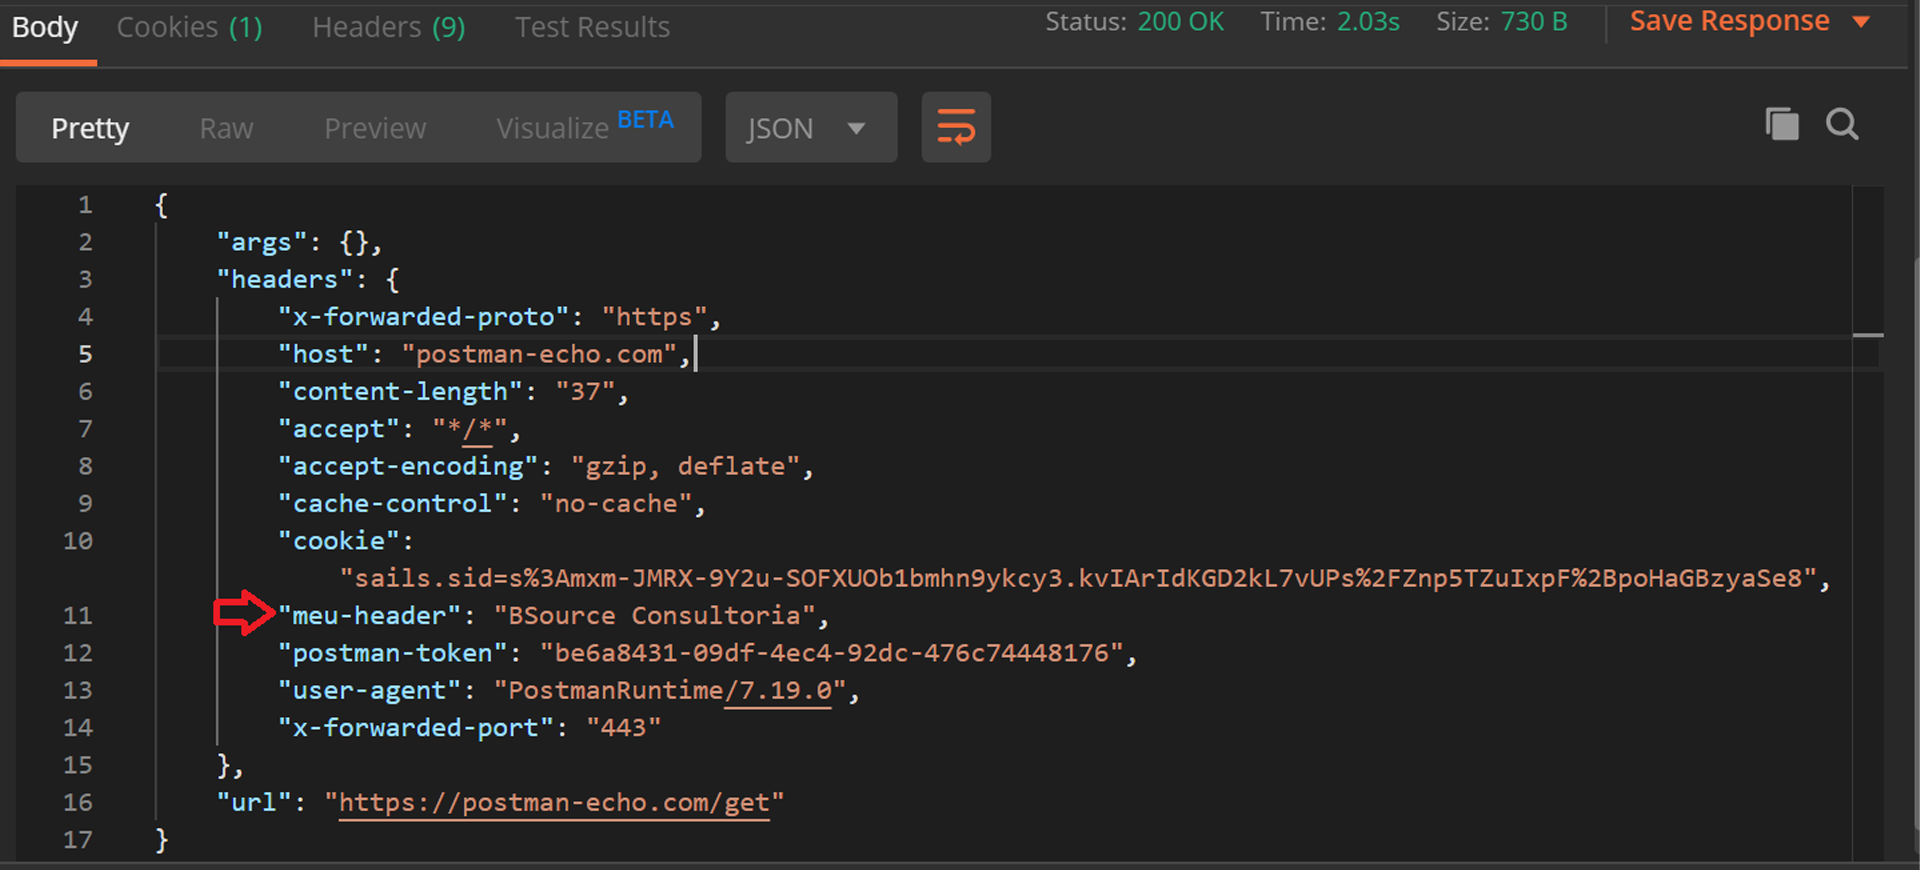 Body Cookies (1) Headers (9) Test Results Status: 200 OK Time: 2.03s Size: 730 B Save Response
Pretty Raw Preview Visualize BETA JSON
1 {
2 "args": {},
3 "headers": {
4 "x-forwarded-proto": "https",
5 "host": "postman-echo.com",
6 "content-length": "37",
7 "accept": "*/*",
8 "accept-encoding": "gzip, deflate",
9 "cache-control": "no-cache",
10 "cookie":
"sails.sid=s%3Amxm-JMRX-9Y2u-SOFXUOb1bmhn9ykcy3.kvIArIdKGD2kL7vUPs%2FZnp5TZuIxpF%2BpoHaGBzyaSe8",
11 "meu-header": "BSource Consultoria",
12 "postman-token": "be6a8431-09df-4ec4-92dc-476c74448176",
13 "user-agent": "PostmanRuntime/7.19.0",
14 "x-forwarded-port": "443"
15 },
16 "url": "https://postman-echo.com/get"
17 }